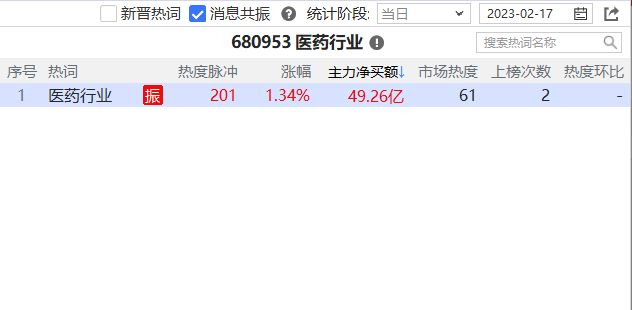 新晋热词 消息共振 ? 统计阶段: 当日 2023-02-17
680953 医药行业 !
搜索热词名称
序号 热词 热度脉冲 涨幅 主力净买额↓ 市场热度 上榜次数 热度环比
1 医药行业 振 201 1.34% 49.26亿 61 2 -